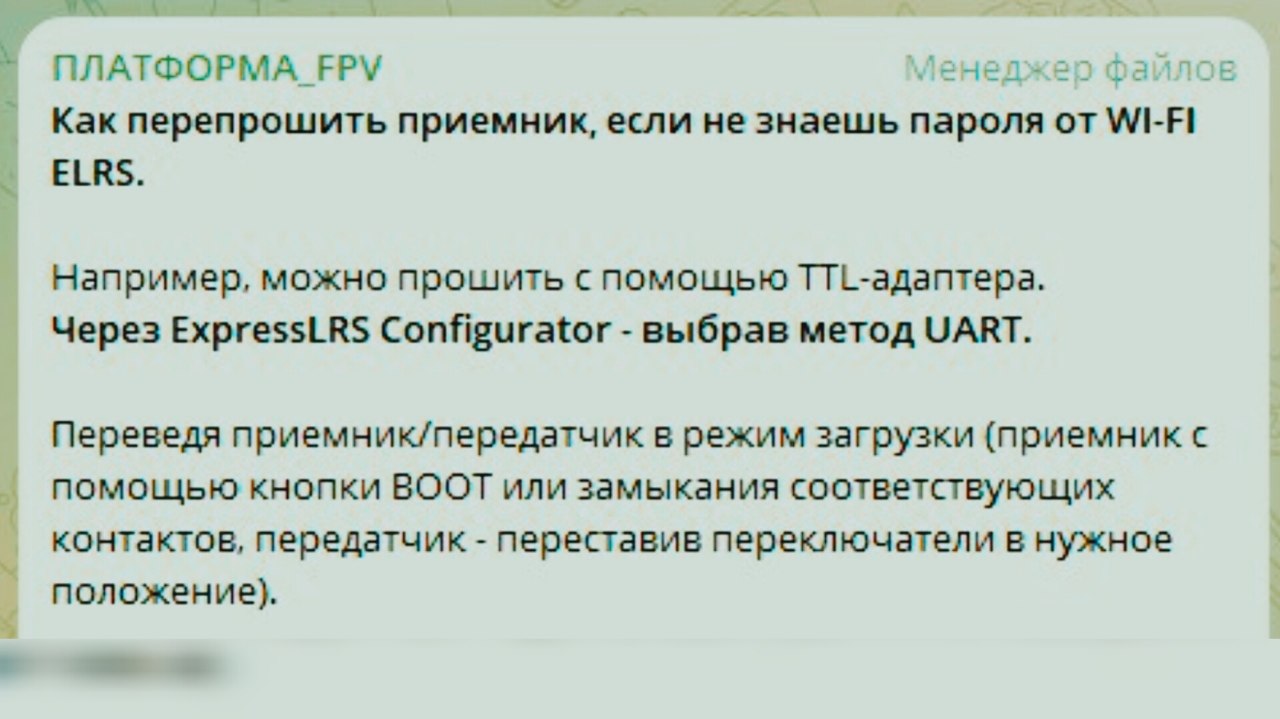 ПЛАТФОРМА_FPV Менеджер файлов
Как перепрошить приемник, если не знаешь пароля от WI-FI
ELRS.
Например, можно прошить с помощью TTL-адаптера.
Через ExpressLRS Configurator - выбрав метод UART.
Переведя приемник/передатчик в режим загрузки (приемник с
помощью кнопки BOOT или замыкания соответствующих
контактов, передатчик - переставив переключатели в нужное
положение).